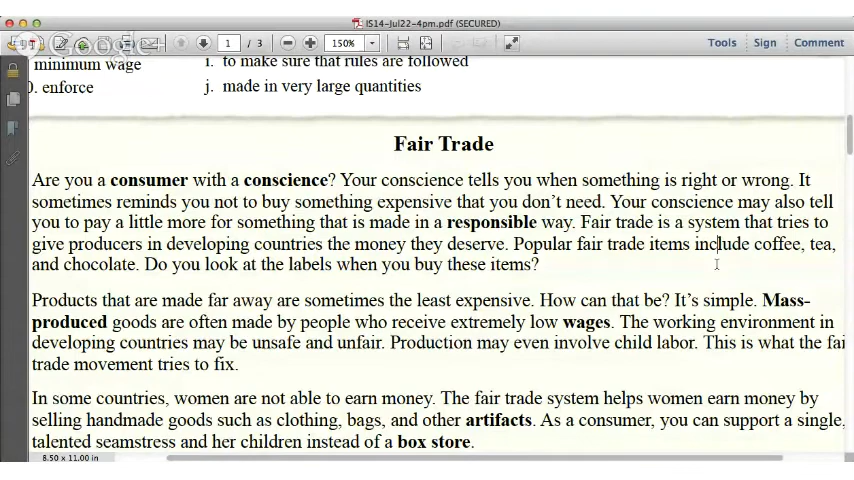 IS14-Jul22-4pm.pdf (SECURED)
1 / 3 150% Tools Sign Comment
Google+
minimum wage i. to make sure that rules are followed
0. enforce j. made in very large quantities
Fair Trade
Are you a consumer with a conscience? Your conscience tells you when something is right or wrong. It
sometimes reminds you not to buy something expensive that you don't need. Your conscience may also tell
you to pay a little more for something that is made in a responsible way. Fair trade is a system that tries to
give producers in developing countries the money they deserve. Popular fair trade items include coffee, tea,
and chocolate. Do you look at the labels when you buy these items?
Products that are made far away are sometimes the least expensive. How can that be? It's simple. Mass-
produced goods are often made by people who receive extremely low wages. The working environment in
developing countries may be unsafe and unfair. Production may even involve child labor. This is what the fai
trade movement tries to fix.
In some countries, women are not able to earn money. The fair trade system helps women earn money by
selling handmade goods such as clothing, bags, and other artifacts. As a consumer, you can support a single,
talented seamstress and her children instead of a box store.
8.50 x 11.00 in